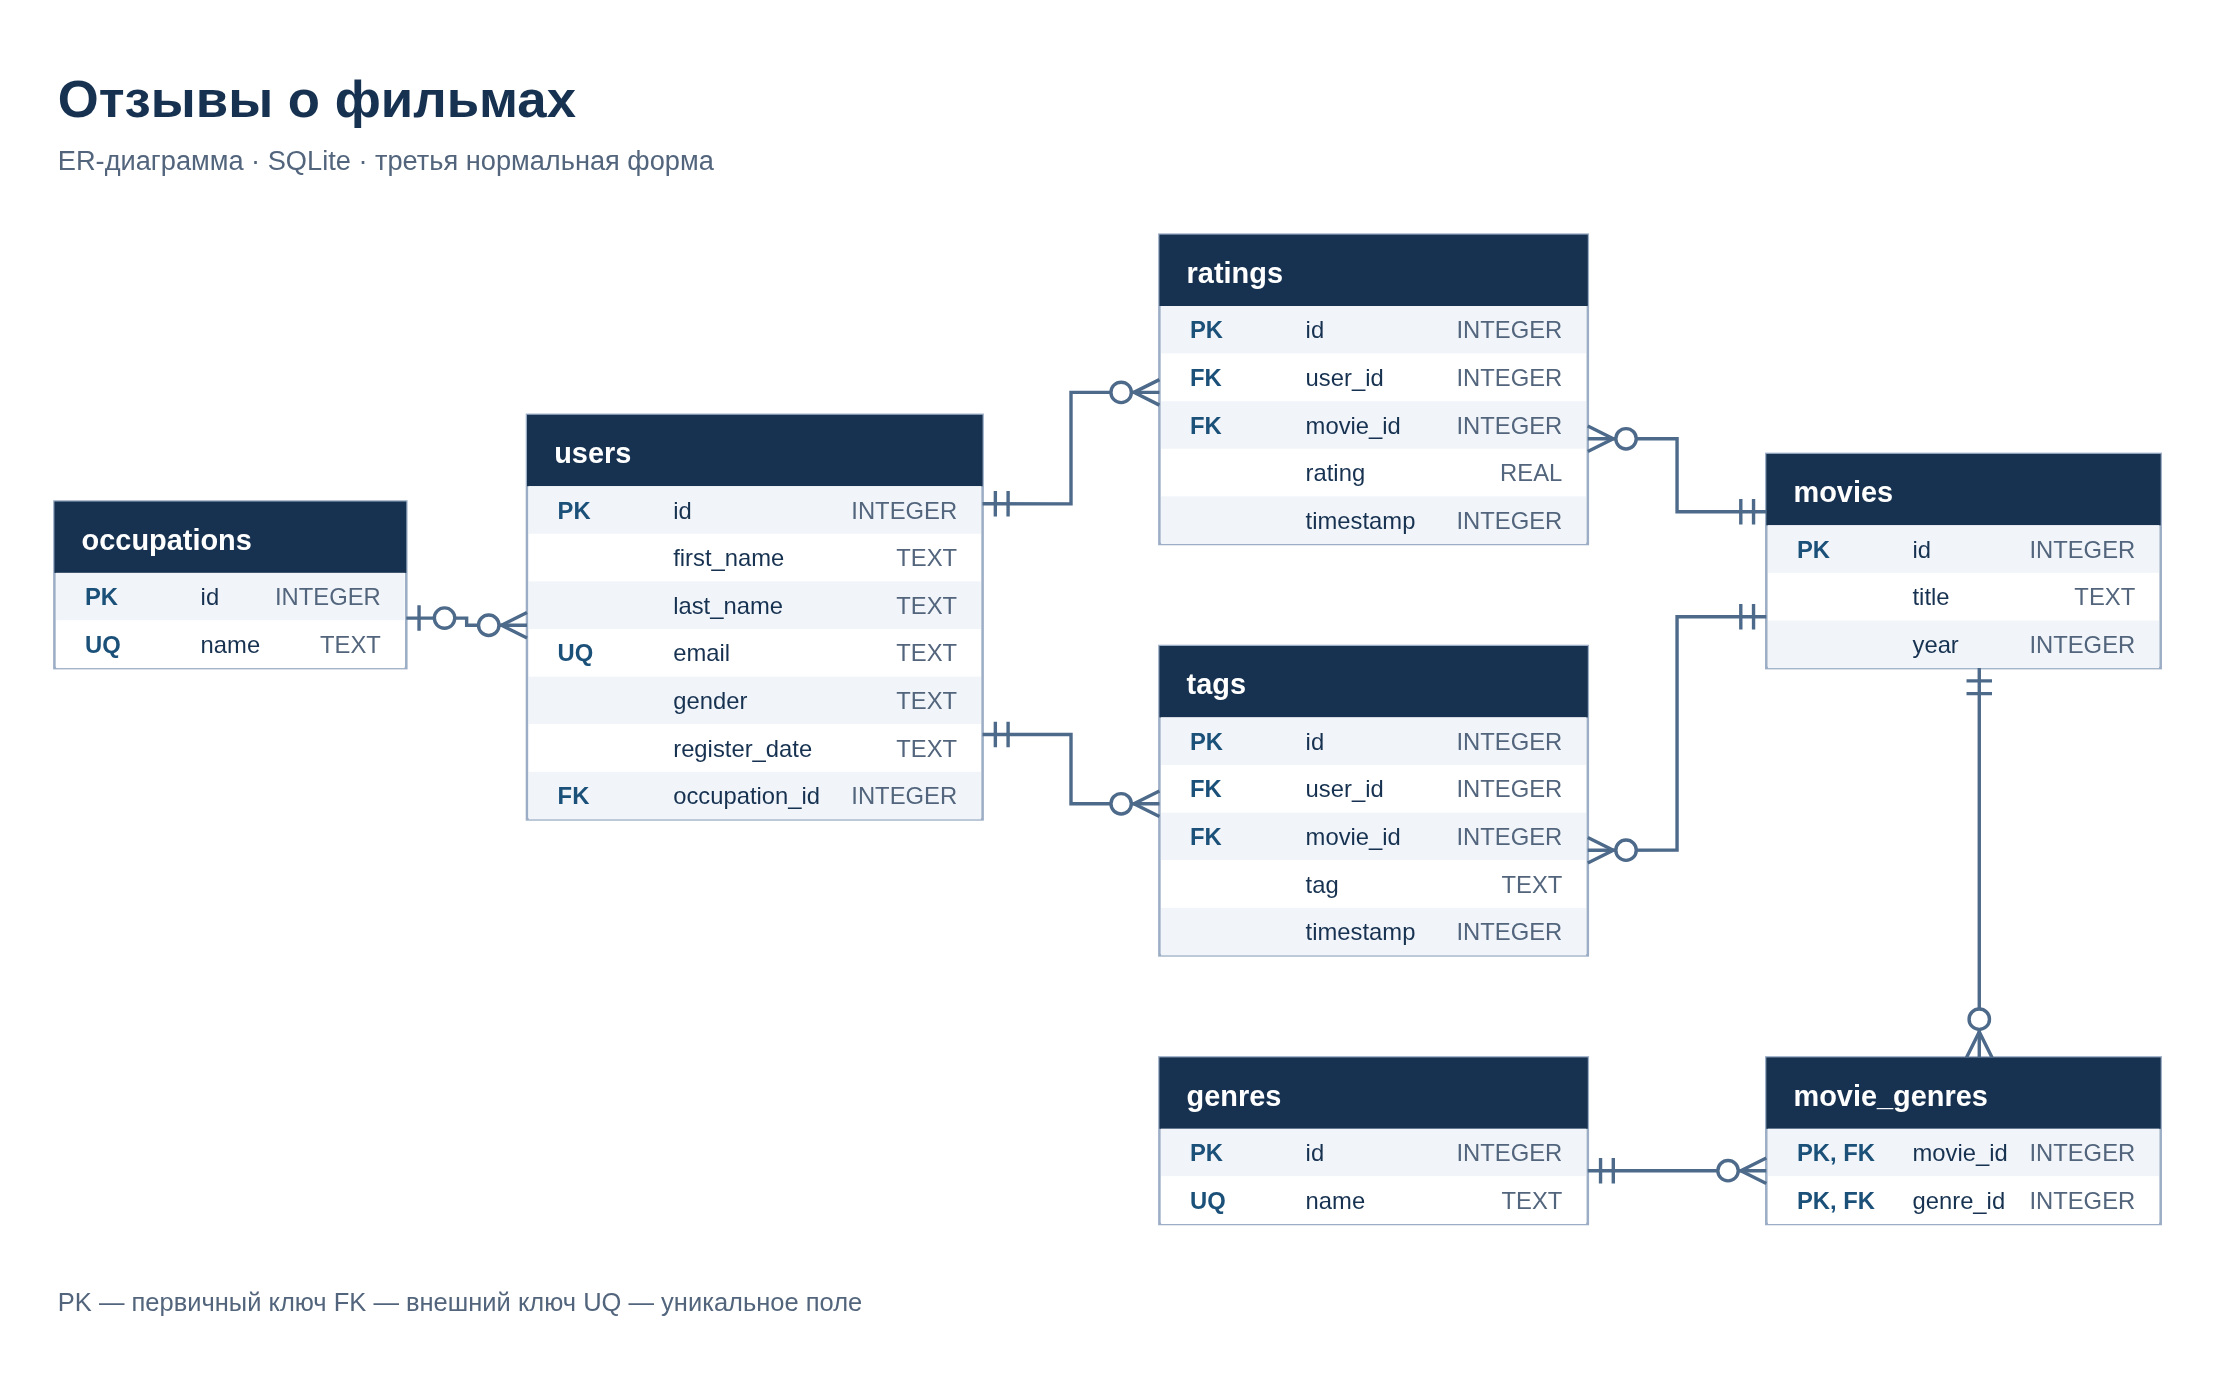 Отзывы о фильмах
ER-диаграмма · SQLite · третья нормальная форма
occupations
PK id INTEGER
UQ name TEXT
users
PK id INTEGER
first_name TEXT
last_name TEXT
UQ email TEXT
gender TEXT
register_date TEXT
FK occupation_id INTEGER
ratings
PK id INTEGER
FK user_id INTEGER
FK movie_id INTEGER
rating REAL
timestamp INTEGER
tags
PK id INTEGER
FK user_id INTEGER
FK movie_id INTEGER
tag TEXT
timestamp INTEGER
movies
PK id INTEGER
title TEXT
year INTEGER
genres
PK id INTEGER
UQ name TEXT
movie_genres
PK, FK movie_id INTEGER
PK, FK genre_id INTEGER
PK — первичный ключ FK — внешний ключ UQ — уникальное поле